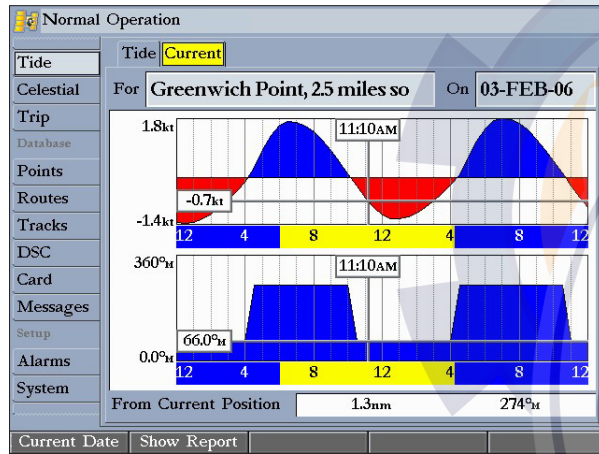 Normal Operation
Tide
Celestial
Trip
Database
Points
Routes
Tracks
DSC
Card
Messages
Setup
Alarms
System
Tide Current
For Greenwich Point, 2.5 miles so On 03-FEB-06
1.8kt
11:10AM
-0.7kt
-1.4kt
12 4 8 12 4 8 12
360°M
11:10AM
66.0°M
0.0°M
12 4 8 12 4 8 12
From Current Position 1.3nm 274°M
Current Date Show Report